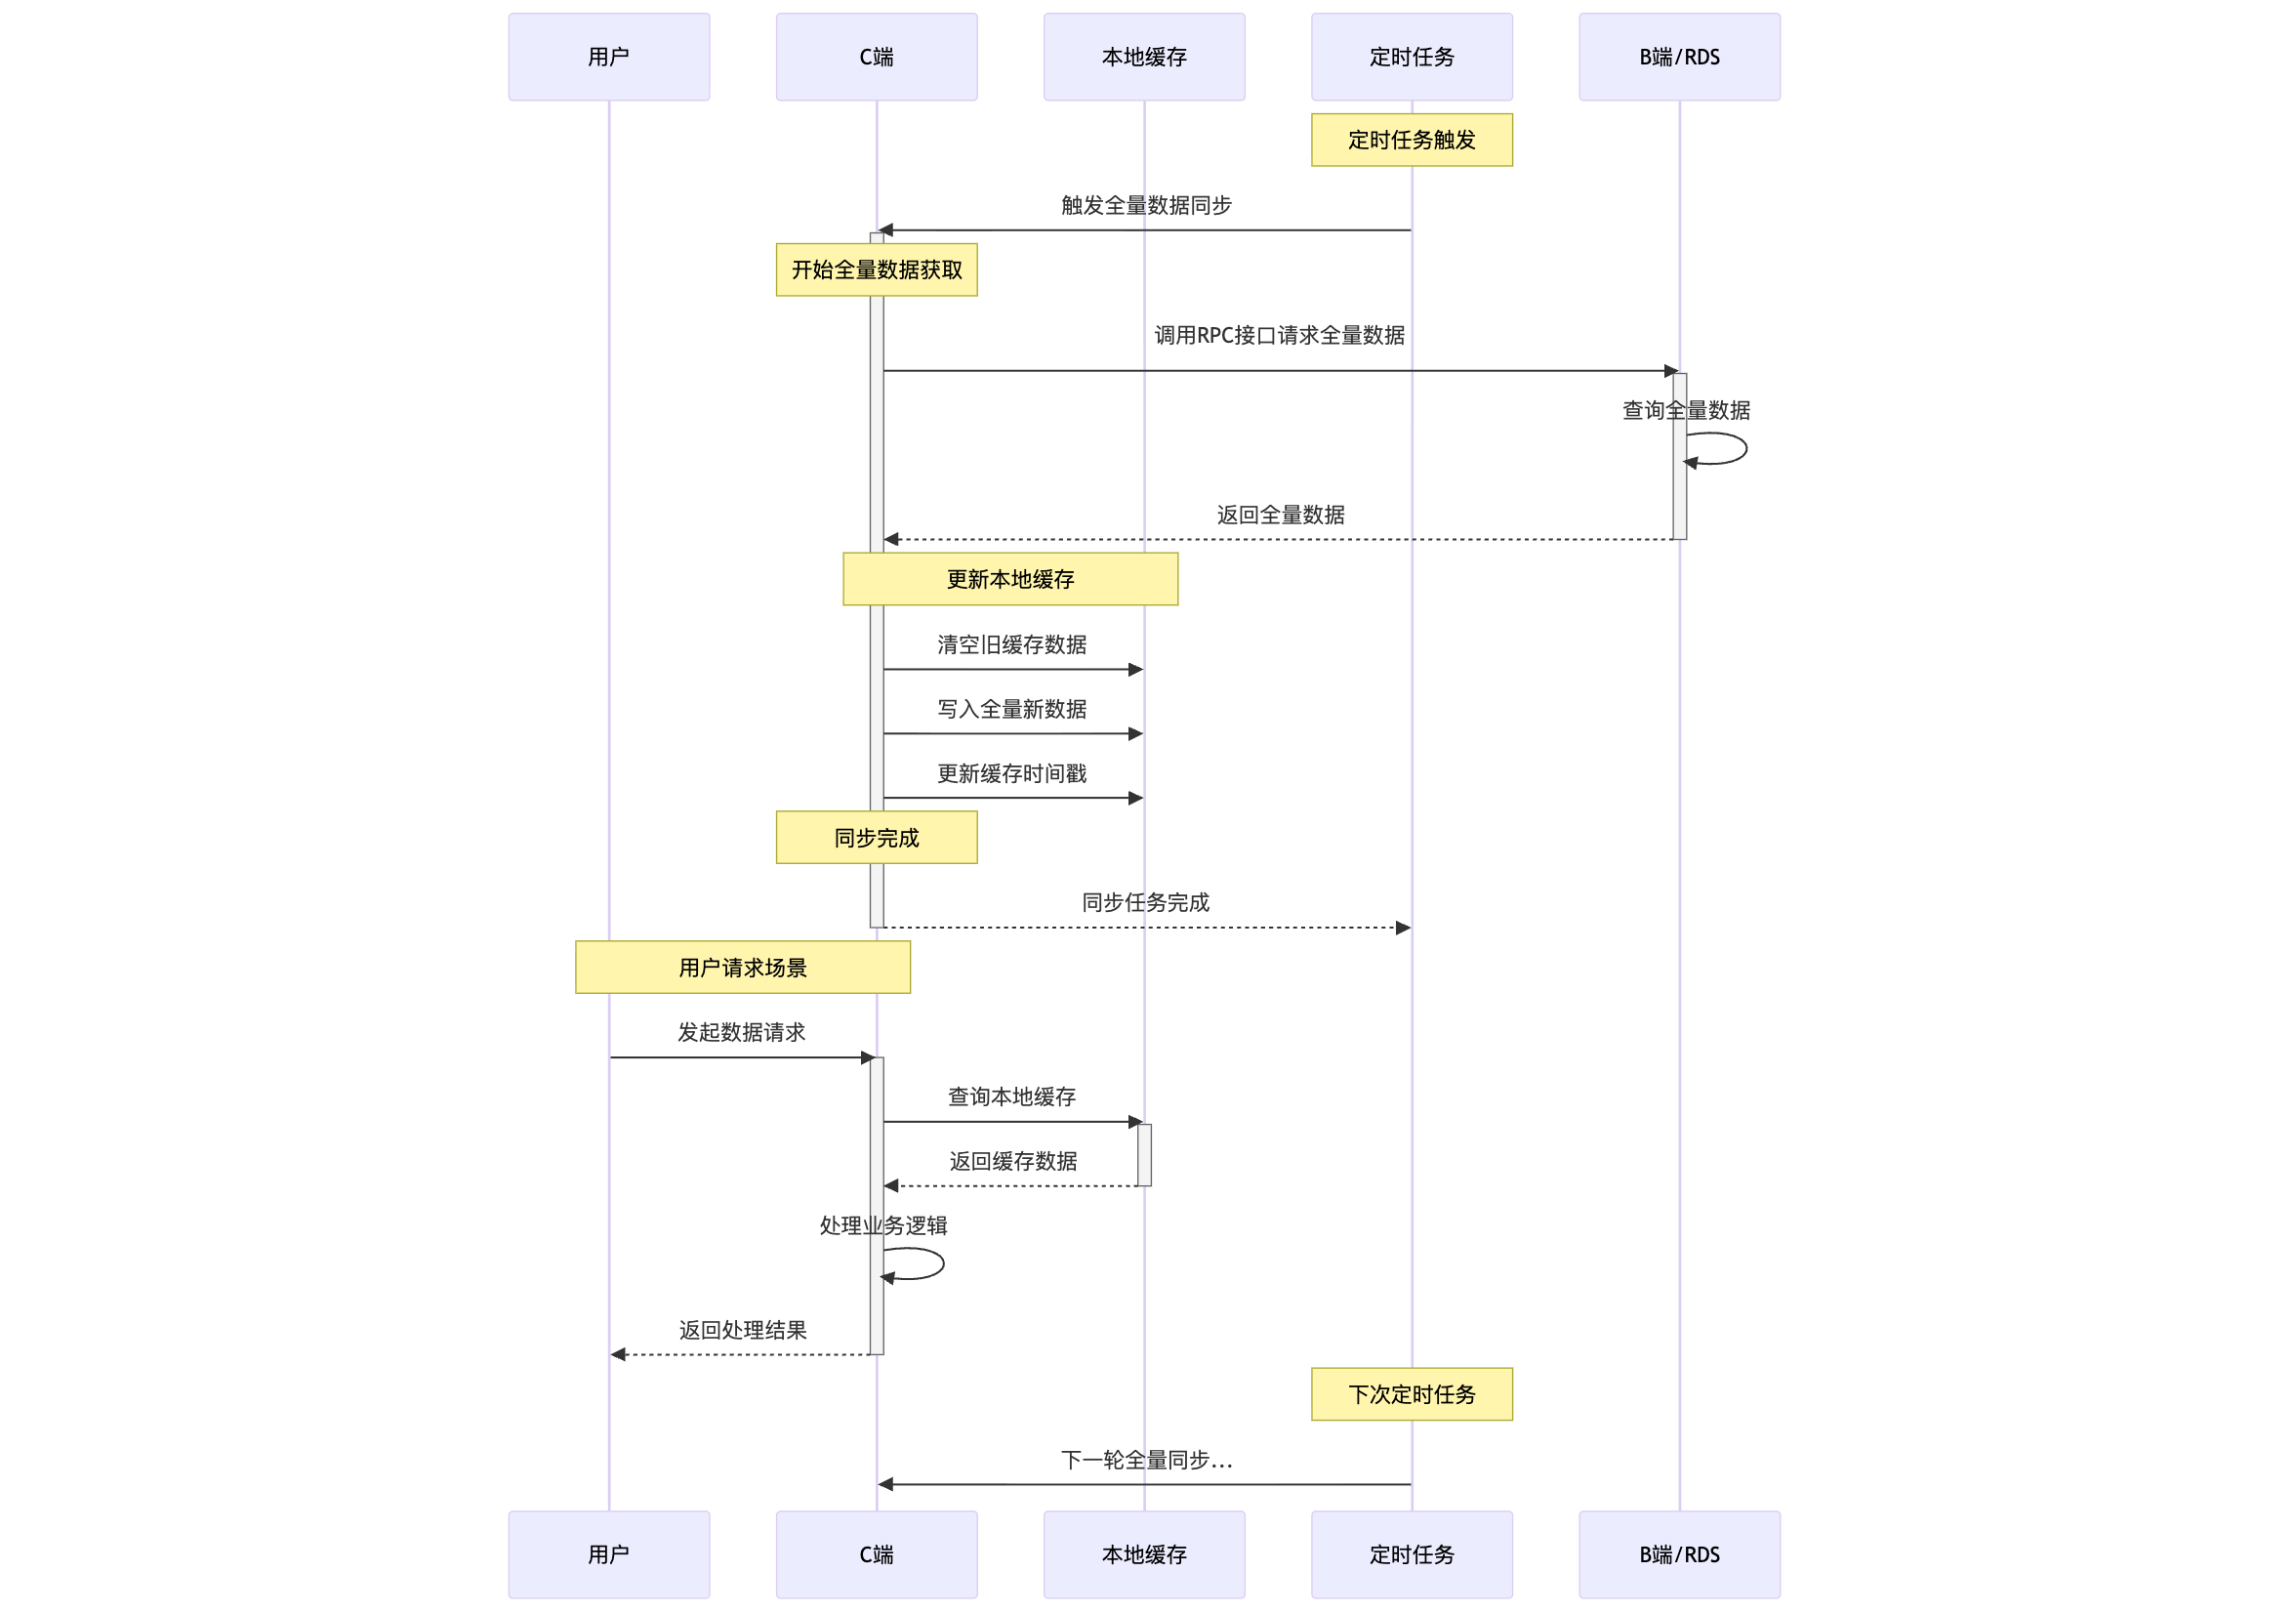 用户
C端
本地缓存
定时任务
B端/RDS
定时任务触发
触发全量数据同步
开始全量数据获取
调用RPC接口请求全量数据
查询全量数据
返回全量数据
更新本地缓存
清空旧缓存数据
写入全量新数据
更新缓存时间戳
同步完成
同步任务完成
用户请求场景
发起数据请求
查询本地缓存
返回缓存数据
处理业务逻辑
返回处理结果
下次定时任务
下一轮全量同步...
用户
C端
本地缓存
定时任务
B端/RDS